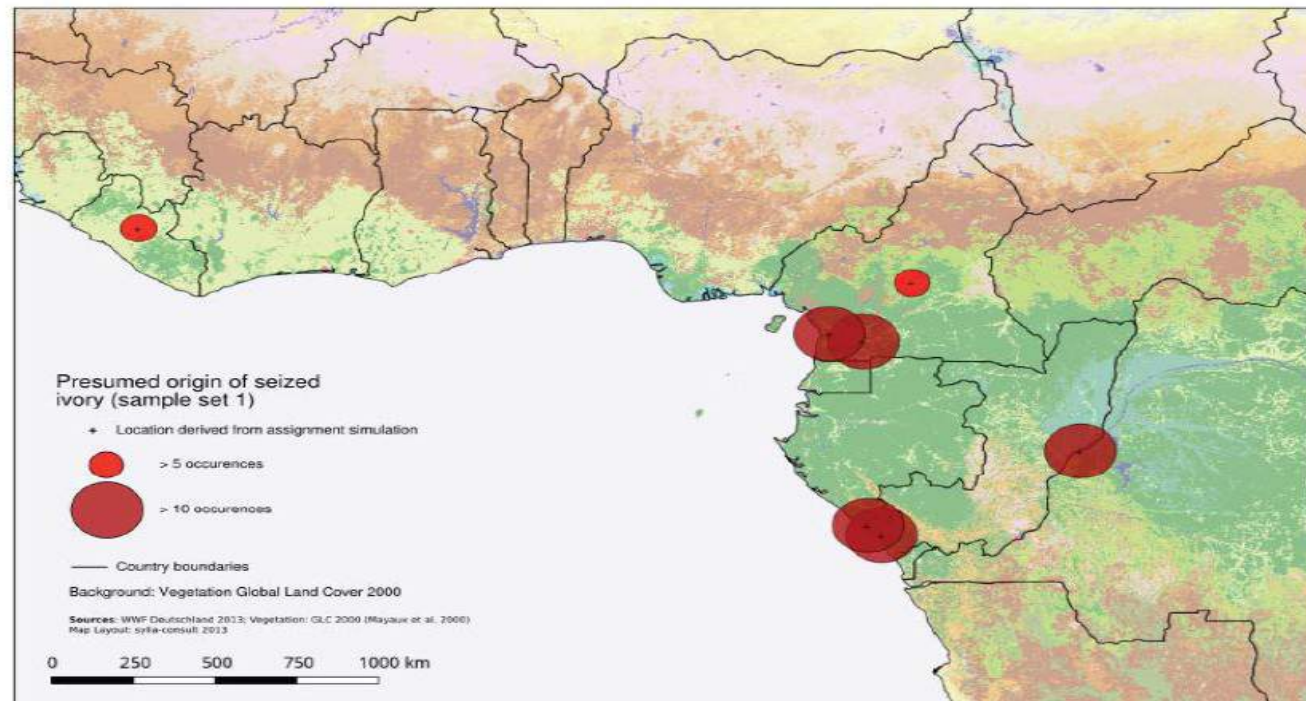 Presumed origin of seized
ivory (sample set 1)
Location derived from assignment simulation
> 5 occurences
> 10 occurences
Country boundaries
Background: Vegetation Global Land Cover 2000
Sources: WWF Deutschland 2013; Vegetation: GLC 2000 (Mayaux et al. 2000)
Map Layout: sylla-consult 2013
0 250 500 750 1000 km